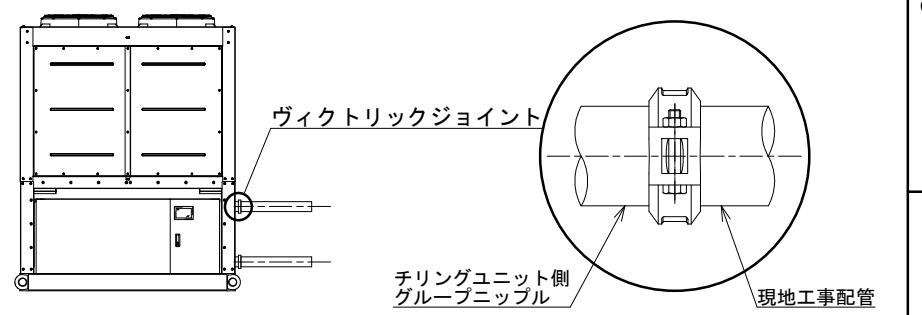 ヴィクトリックジョイント
チリングユニット側
グルーブニップル
現地工事配管